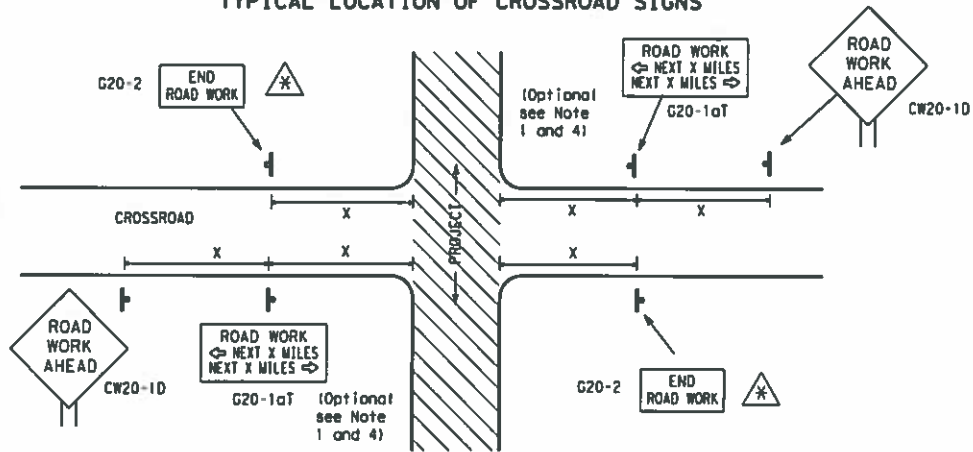 TYPICAL LOCATION OF CROSSROAD SIGNS
G20-2
END
ROAD WORK
*
(Optional
see Note
1 and 4)
ROAD WORK
⇦ NEXT X MILES
NEXT X MILES ⇨
G20-1aT
ROAD
WORK
AHEAD
CW20-1D
X
X
X
CROSSROAD
PROJECT
X
X
X
ROAD
WORK
AHEAD
CW20-1D
ROAD WORK
⇦ NEXT X MILES
NEXT X MILES ⇨
G20-1aT
(Optional
see Note
1 and 4)
G20-2
END
ROAD WORK
*